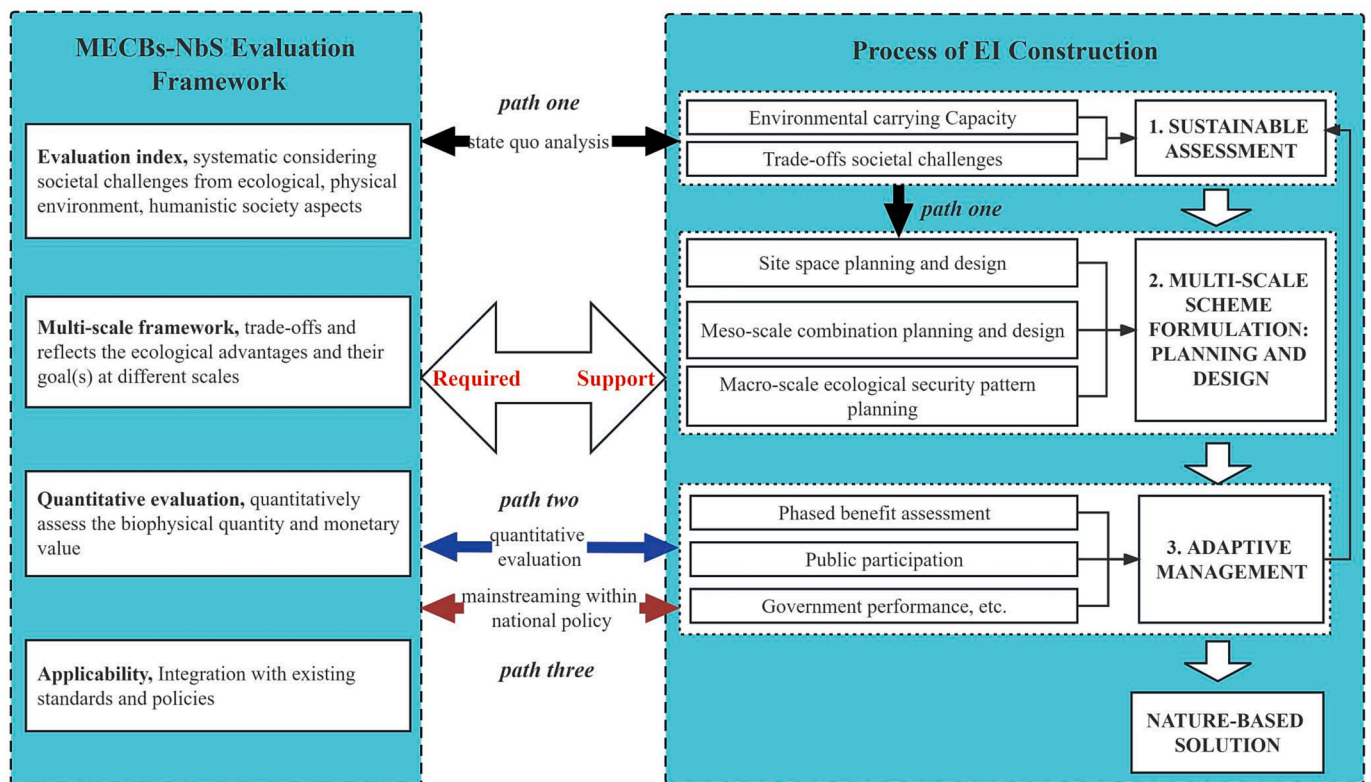 MECBs-NbS Evaluation
Framework
Evaluation index, systematic considering
societal challenges from ecological, physical
environment, humanistic society aspects
Multi-scale framework, trade-offs and
reflects the ecological advantages and their
goal(s) at different scales
Quantitative evaluation, quantitatively
assess the biophysical quantity and monetary
value
Applicability, Integration with existing
standards and policies
path one
state quo analysis
Required
Support
path two
quantitative
evaluation
mainstreaming within
national policy
path three
Process of EI Construction
Environmental carrying Capacity
Trade-offs societal challenges
1. SUSTAINABLE
ASSESSMENT
path one
Site space planning and design
Meso-scale combination planning and design
Macro-scale ecological security pattern
planning
2. MULTI-SCALE
SCHEME
FORMULATION:
PLANNING AND
DESIGN
Phased benefit assessment
Public participation
Government performance, etc.
3. ADAPTIVE
MANAGEMENT
NATURE-BASED
SOLUTION